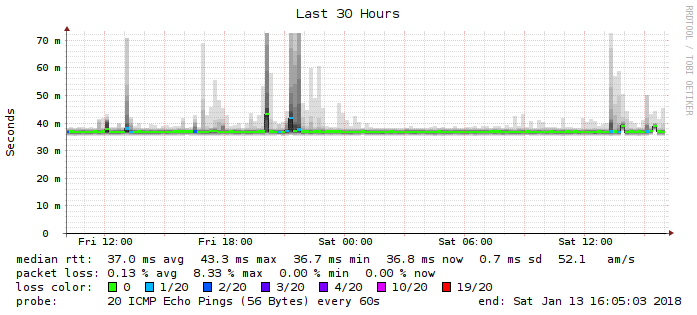 Last 30 Hours
RRDTOOL / TOBI OETIKER
Seconds
70 m
60 m
50 m
40 m
30 m
20 m
10 m
0
Fri 12:00 Fri 18:00 Sat 00:00 Sat 06:00 Sat 12:00
median rtt: 37.0 ms avg 43.3 ms max 36.7 ms min 36.8 ms now 0.7 ms sd 52.1 am/s
packet loss: 0.13 % avg 8.33 % max 0.00 % min 0.00 % now
loss color: 0 1/20 2/20 3/20 4/20 10/20 19/20
probe: 20 ICMP Echo Pings (56 Bytes) every 60s end: Sat Jan 13 16:05:03 2018